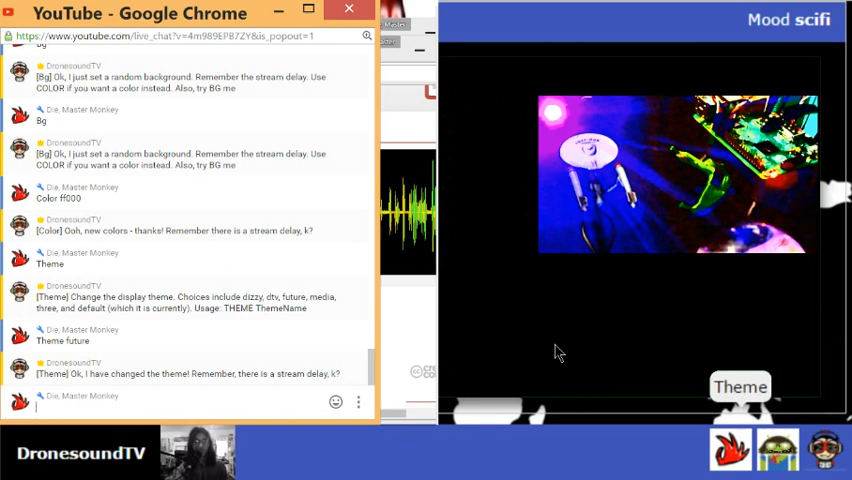 YouTube - Google Chrome
https://www.youtube.com/live_chat?v=4m989EPB7ZY&is_popout=1
Bg
DronesoundTV
[Bg] Ok, I just set a random background. Remember the stream delay. Use
COLOR if you want a color instead. Also, try BG me
Die, Master Monkey
Bg
DronesoundTV
[Bg] Ok, I just set a random background. Remember the stream delay. Use
COLOR if you want a color instead. Also, try BG me
Die, Master Monkey
Color ff000
DronesoundTV
[Color] Ooh, new colors - thanks! Remember there is a stream delay, k?
Die, Master Monkey
Theme
DronesoundTV
[Theme] Change the display theme. Choices include dizzy, dtv, future, media,
three, and default (which it is currently). Usage: THEME ThemeName
Die, Master Monkey
Theme future
DronesoundTV
[Theme] Ok, I have changed the theme! Remember, there is a stream delay, k?
Die, Master Monkey
Master
Mood scifi
Theme
DronesoundTV